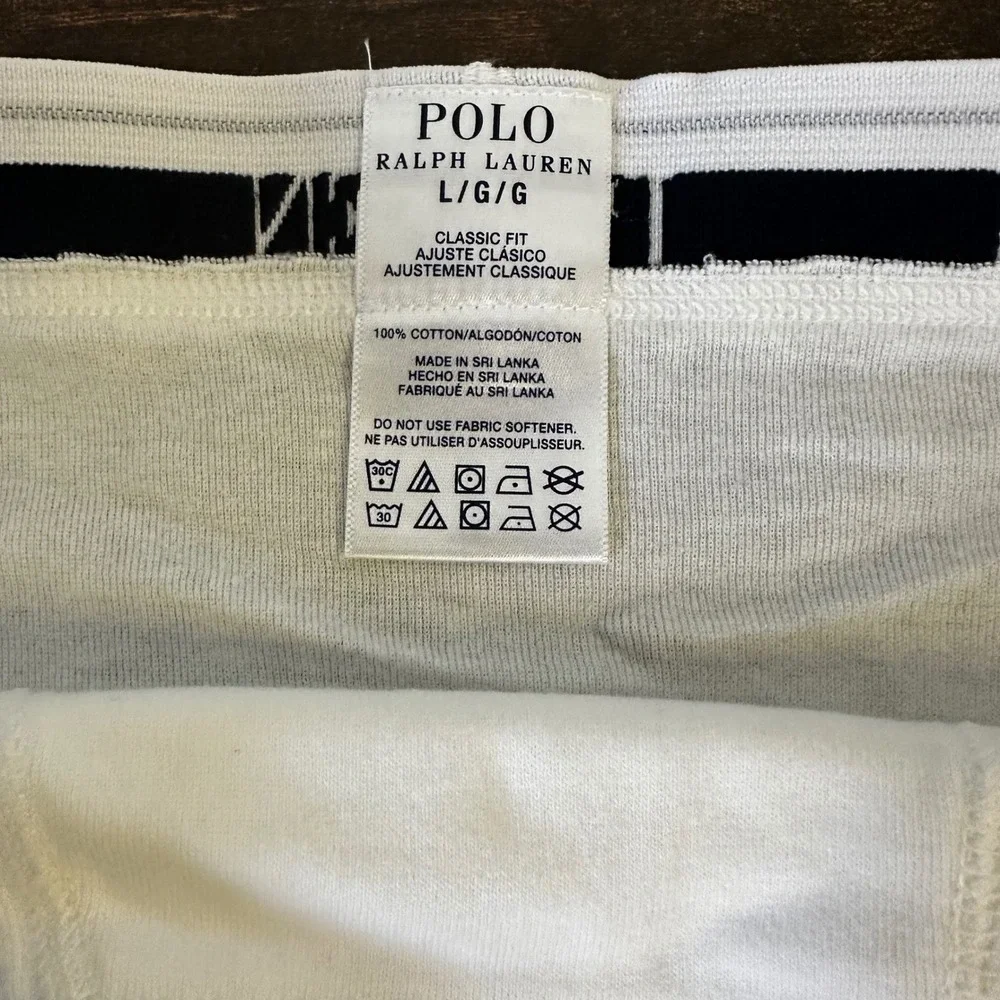 POLO
RALPH LAUREN
L/G/G
CLASSIC FIT
AJUSTE CLÁSICO
AJUSTEMENT CLASSIQUE
100% COTTON/ALGODÓN/COTON
MADE IN SRI LANKA
HECHO EN SRI LANKA
FABRIQUÉ AU SRI LANKA
DO NOT USE FABRIC SOFTENER.
NE PAS UTILISER D'ASSOUPLISSEUR.
30C
30